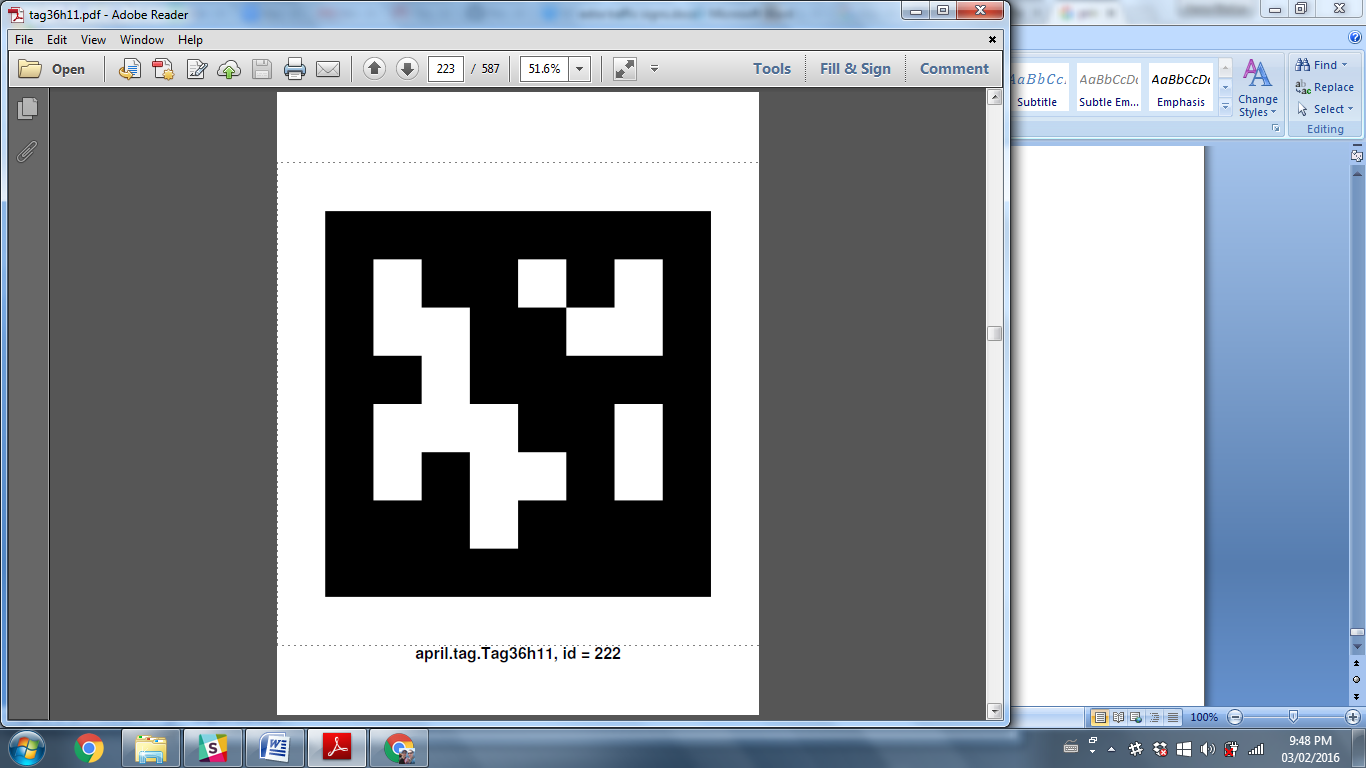 tag36h11.pdf - Adobe Reader
File Edit View Window Help
Open 223 / 587 51.6% Tools Fill & Sign Comment
AaBbCc. AaBbCcDc AaBbCcDc
Subtitle Subtle Em... Emphasis
Change Styles
Find
Replace
Select
Editing
april.tag.Tag36h11, id = 222
100%
9:48 PM
03/02/2016